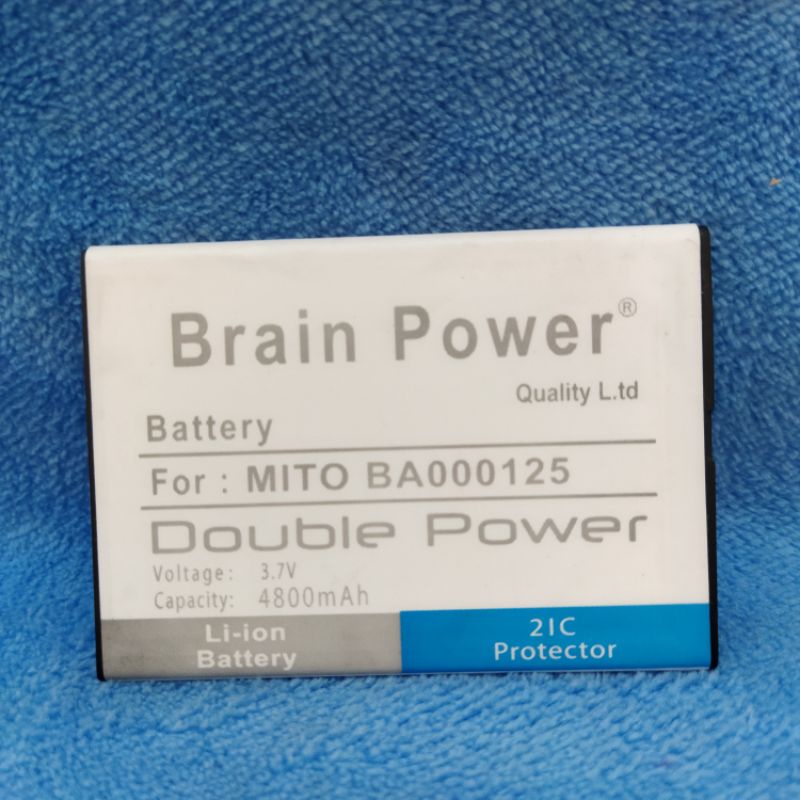 Brain Power®
Quality L.td
Battery
For : MITO BA000125
Double Power
Voltage: 3.7V
Capacity: 4800mAh
Li-ion
Battery
2IC
Protector